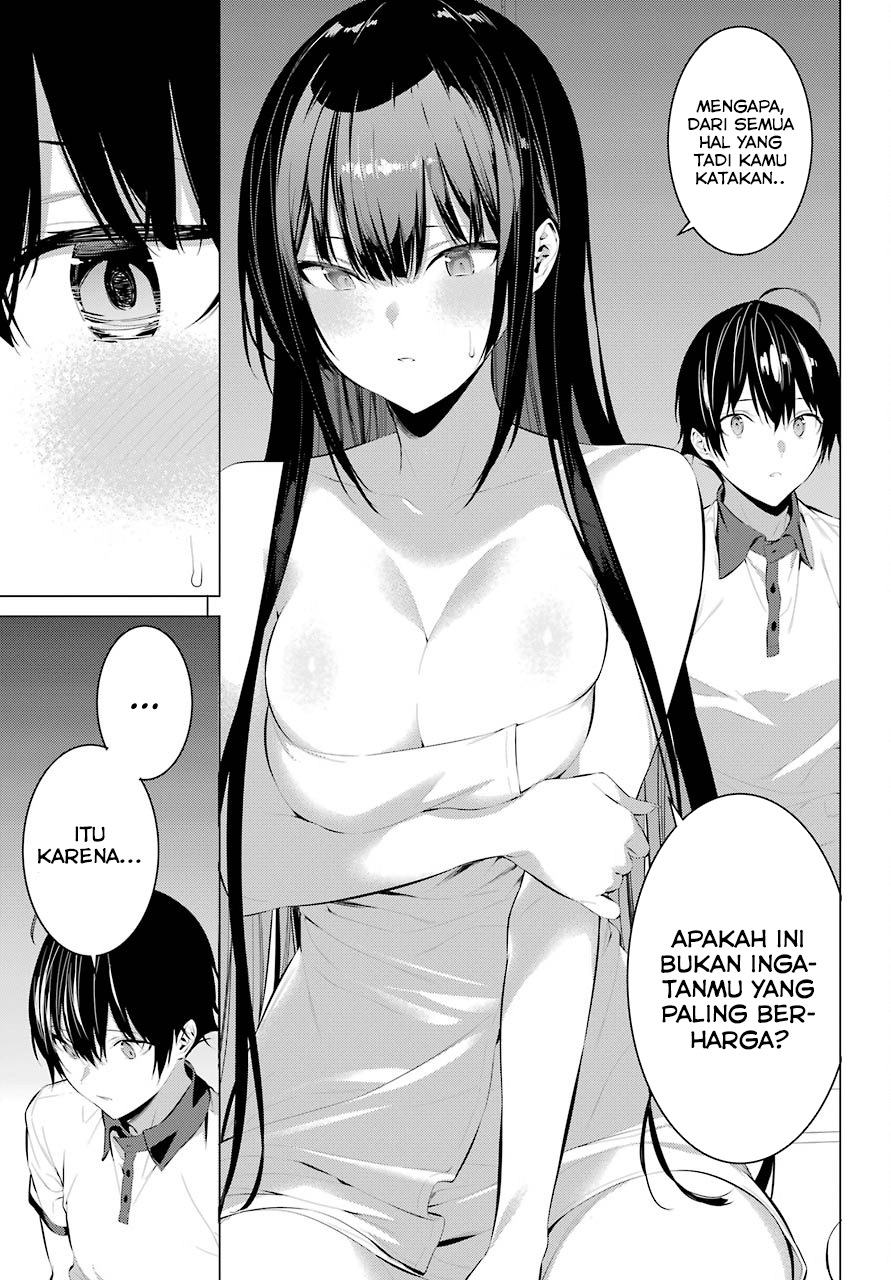 MENGAPA,
DARI SEMUA
HAL YANG
TADI KAMU
KATAKAN..
APAKAH INI
BUKAN INGA-
TANMU YANG
PALING BER-
HARGA?
...
ITU
KARENA...